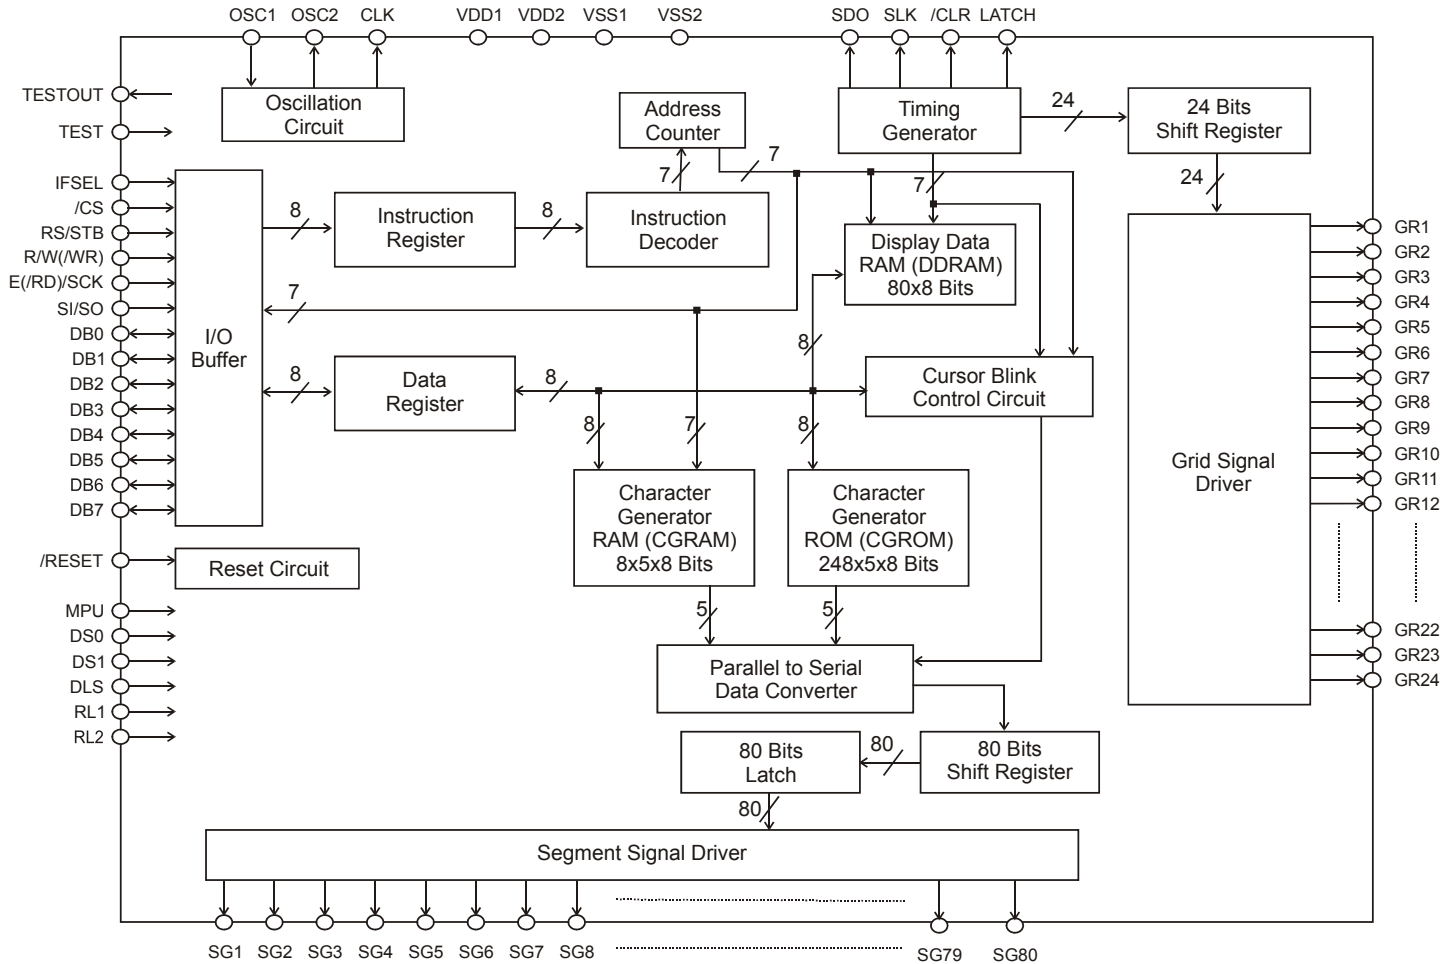 OSC1 OSC2 CLK VDD1 VDD2 VSS1 VSS2 SDO SLK /CLR LATCH
TESTOUT
TEST
IFSEL
/CS
RS/STB
R/W(/WR)
E(/RD)/SCK
SI/SO
DB0
DB1
DB2
DB3
DB4
DB5
DB6
DB7
/RESET
MPU
DS0
DS1
DLS
RL1
RL2
Oscillation
Circuit
Address
Counter
Timing
Generator
24
24 Bits
Shift Register
7
7
7
24
I/O
Buffer
8
Instruction
Register
8
Instruction
Decoder
Display Data
RAM (DDRAM)
80x8 Bits
7
8
8
Data
Register
8
Cursor Blink
Control Circuit
8
7
8
Character
Generator
RAM (CGRAM)
8x5x8 Bits
Character
Generator
ROM (CGROM)
248x5x8 Bits
Grid Signal
Driver
Reset Circuit
5
5
Parallel to Serial
Data Converter
80 Bits
Latch
80
80 Bits
Shift Register
80
Segment Signal Driver
GR1
GR2
GR3
GR4
GR5
GR6
GR7
GR8
GR9
GR10
GR11
GR12
GR22
GR23
GR24
SG1 SG2 SG3 SG4 SG5 SG6 SG7 SG8 SG79 SG80